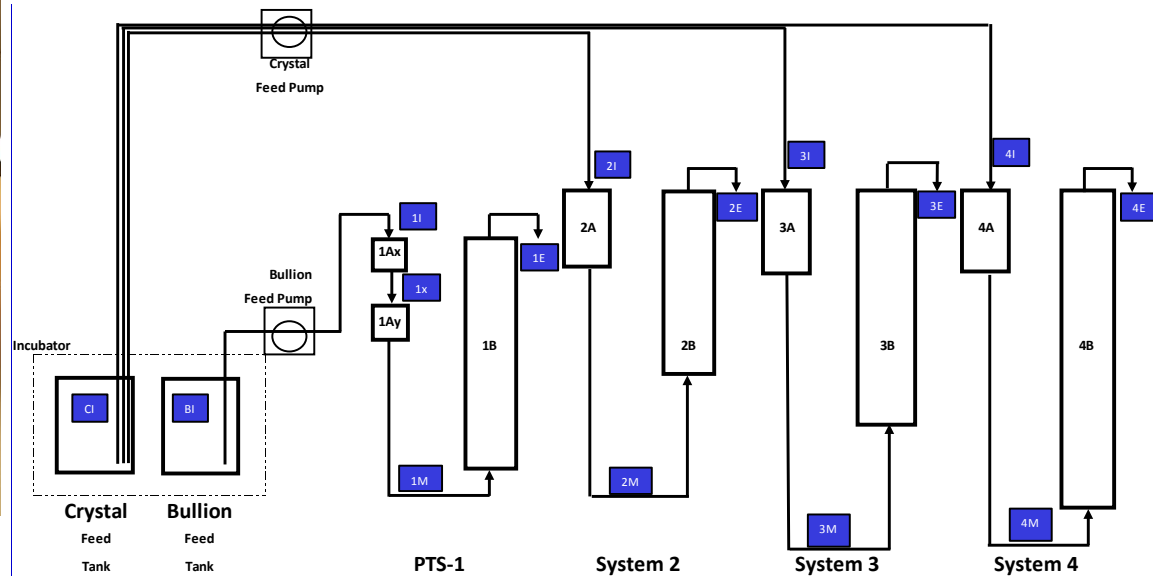 Crystal
Feed Pump
2I
3I
4I
1I
2E
3E
4E
2A
3A
4A
1Ax
1E
Bullion
Feed Pump
1x
1Ay
1B
2B
3B
4B
Incubator
CI
BI
1M
2M
3M
4M
Crystal
Feed
Tank
Bullion
Feed
Tank
PTS-1
System 2
System 3
System 4